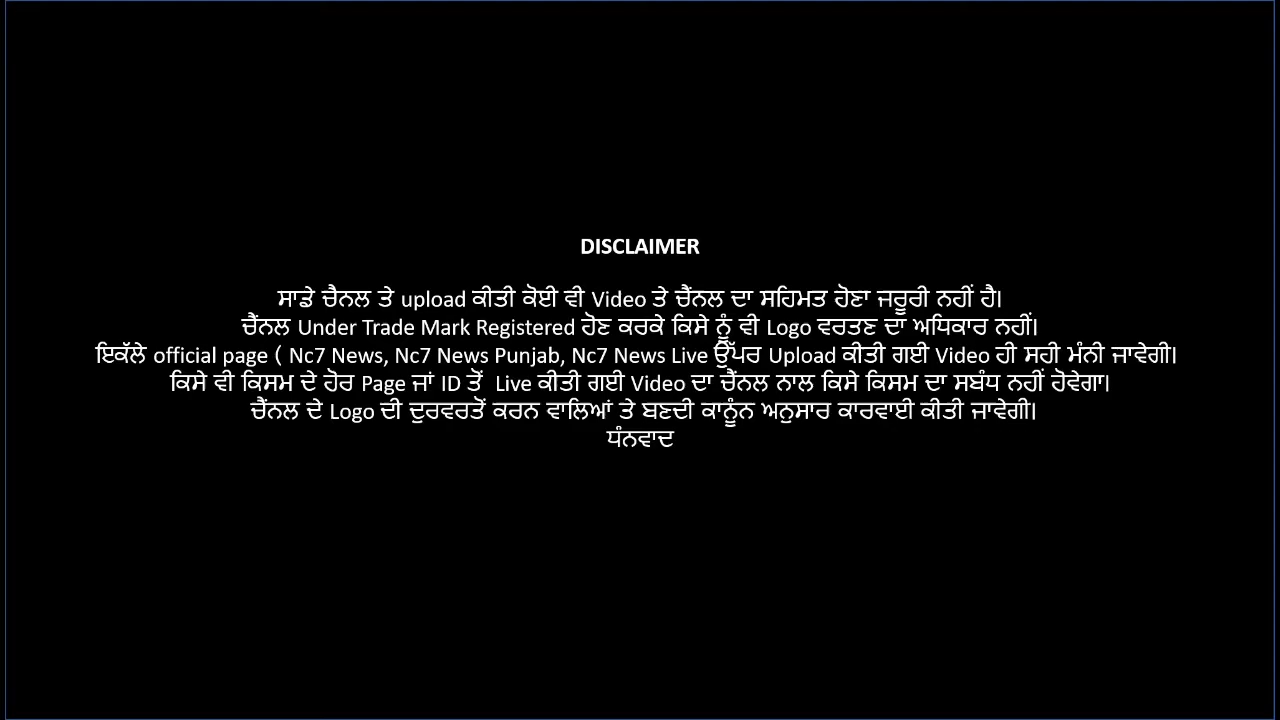 DISCLAIMER
ਸਾਡੇ ਚੈਨਲ ਤੇ upload ਕੀਤੀ ਕੋਈ ਵੀ Video ਤੇ ਚੈਂਨਲ ਦਾ ਸਹਿਮਤ ਹੋਣਾ ਜਰੂਰੀ ਨਹੀਂ ਹੈ।
ਚੈਂਨਲ Under Trade Mark Registered ਹੋਣ ਕਰਕੇ ਕਿਸੇ ਨੂੰ ਵੀ Logo ਵਰਤਣ ਦਾ ਅਧਿਕਾਰ ਨਹੀਂ।
ਇਕੱਲੇ official page ( Nc7 News, Nc7 News Punjab, Nc7 News Live ਉੱਪਰ Upload ਕੀਤੀ ਗਈ Video ਹੀ ਸਹੀ ਮੰਨੀ ਜਾਵੇਗੀ।
ਕਿਸੇ ਵੀ ਕਿਸਮ ਦੇ ਹੋਰ Page ਜਾਂ ID ਤੋਂ  Live ਕੀਤੀ ਗਈ Video ਦਾ ਚੈਂਨਲ ਨਾਲ ਕਿਸੇ ਕਿਸਮ ਦਾ ਸਬੰਧ ਨਹੀਂ ਹੋਵੇਗਾ।
ਚੈਂਨਲ ਦੇ Logo ਦੀ ਦੁਰਵਰਤੋਂ ਕਰਨ ਵਾਲਿਆਂ ਤੇ ਬਣਦੀ ਕਾਨੂੰਨ ਅਨੁਸਾਰ ਕਾਰਵਾਈ ਕੀਤੀ ਜਾਵੇਗੀ।
ਧੰਨਵਾਦ